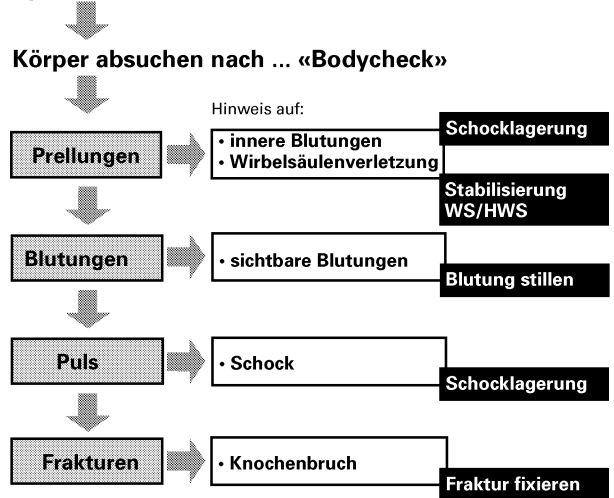 Körper absuchen nach ... «Bodycheck»
Hinweis auf:
Prellungen
• innere Blutungen
• Wirbelsäulenverletzung
Schocklagerung
Stabilisierung
WS/HWS
Blutungen
• sichtbare Blutungen
Blutung stillen
Puls
• Schock
Schocklagerung
Frakturen
• Knochenbruch
Fraktur fixieren